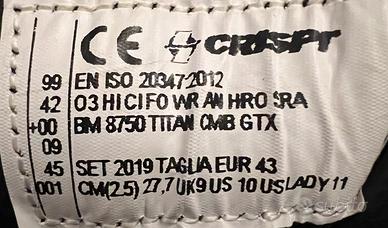 CE CRISPI
99 EN ISO 20347:2012
42 O3 HI CI FO WR AN HRO SRA
+00 BM 8750 TITAN CMB GTX
09
45 SET 2019 TAGLIA EUR 43
001 CM(2.5) 27,7 UK9 US 10 US LADY 11
subito